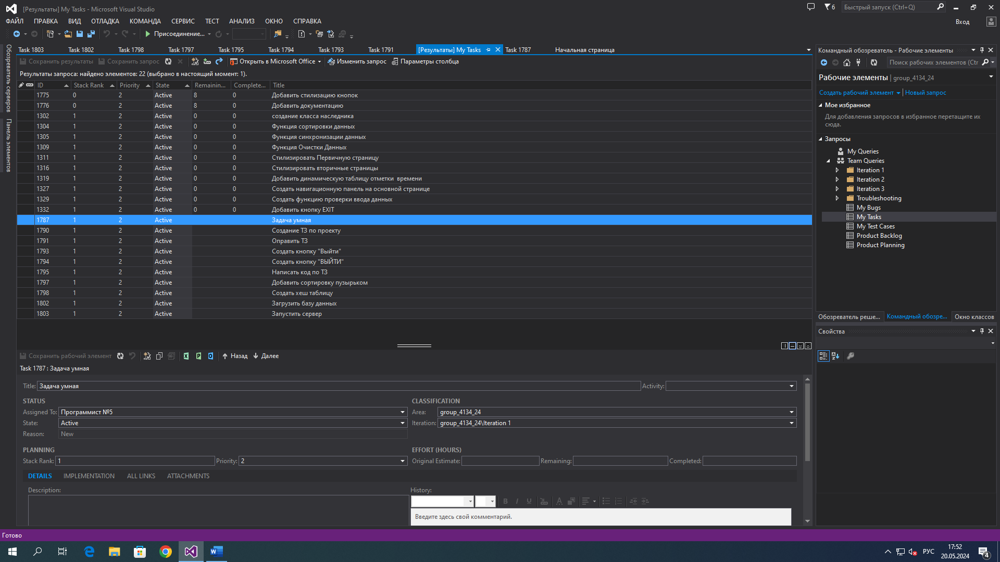 [Результаты] My Tasks - Microsoft Visual Studio
6
Быстрый запуск (Ctrl+Q)
ФАЙЛ ПРАВКА ВИД ОТЛАДКА КОМАНДА СЕРВИС ТЕСТ АНАЛИЗ ОКНО СПРАВКА
Вход
Присоединение...
Обозреватель серверов
Панель элементов
Task 1803 Task 1802 Task 1798 Task 1797 Task 1795 Task 1794 Task 1793 Task 1791 [Результаты] My Tasks Task 1787 Начальная страница
Сохранить результаты Сохранить запрос Открыть в Microsoft Office Изменить запрос Параметры столбца
Результаты запроса: найдено элементов: 22 (выбрано в настоящий момент: 1).
ID Stack Rank Priority State Remainin... Complete... Title
1775 0 2 Active 8 0 Добавить стилизацию кнопок
1776 0 2 Active 8 0 Добавить документацию
1302 1 2 Active 0 0 создание класса наследника
1304 1 2 Active 0 0 Функция сортировки данных
1305 1 2 Active 0 0 Функция синхронизации данных
1309 1 2 Active 0 0 Функция Очистки Данных
1311 1 2 Active 0 0 Стилизировать Первичную страницу
1316 1 2 Active 0 0 Стилизировать вторичные страницы
1319 1 2 Active 0 0 Добавить динамическую таблицу отметки  времени
1327 1 2 Active 0 0 Создать навигационную панель на основной странице
1329 1 2 Active 0 0 Создать функцию проверки ввода данных
1332 1 2 Active 0 0 Добавить кнопку EXIT
1787 1 2 Active Задача умная
1790 1 2 Active Создание ТЗ по проекту
1791 1 2 Active Оправить ТЗ
1793 1 2 Active Создать кнопку "Выйти"
1794 1 2 Active Создать кнопку "ВЫЙТИ"
1795 1 2 Active Написать код по ТЗ
1797 1 2 Active Добавить сортировку пузырьком
1798 1 2 Active Создать хеш таблицу
1802 1 2 Active Загрузить базу данных
1803 1 2 Active Запустить сервер
Сохранить рабочий элемент Назад Далее
Task 1787 : Задача умная
Title: Задача умная Activity:
STATUS CLASSIFICATION
Assigned To: Программист №5 Area: group_4134_24
State: Active Iteration: group_4134_24\Iteration 1
Reason: New
PLANNING EFFORT (HOURS)
Stack Rank: 1 Priority: 2 Original Estimate: Remaining: Completed:
DETAILS IMPLEMENTATION ALL LINKS ATTACHMENTS
Description: History:
B I U A
Введите здесь свой комментарий.
Командный обозреватель - Рабочие элементы
Поиск рабочих элементов (Ctr
Рабочие элементы | group_4134_24
Создать рабочий элемент | Новый запрос
Мое избранное
Для добавления запросов в избранное перетащите их
сюда.
Запросы
My Queries
Team Queries
Iteration 1
Iteration 2
Iteration 3
Troubleshooting
My Bugs
My Tasks
My Test Cases
Product Backlog
Product Planning
Обозреватель реше... Командный обозре... Окно классов
Свойства
Готово
РУС
17:52
20.05.2024
4